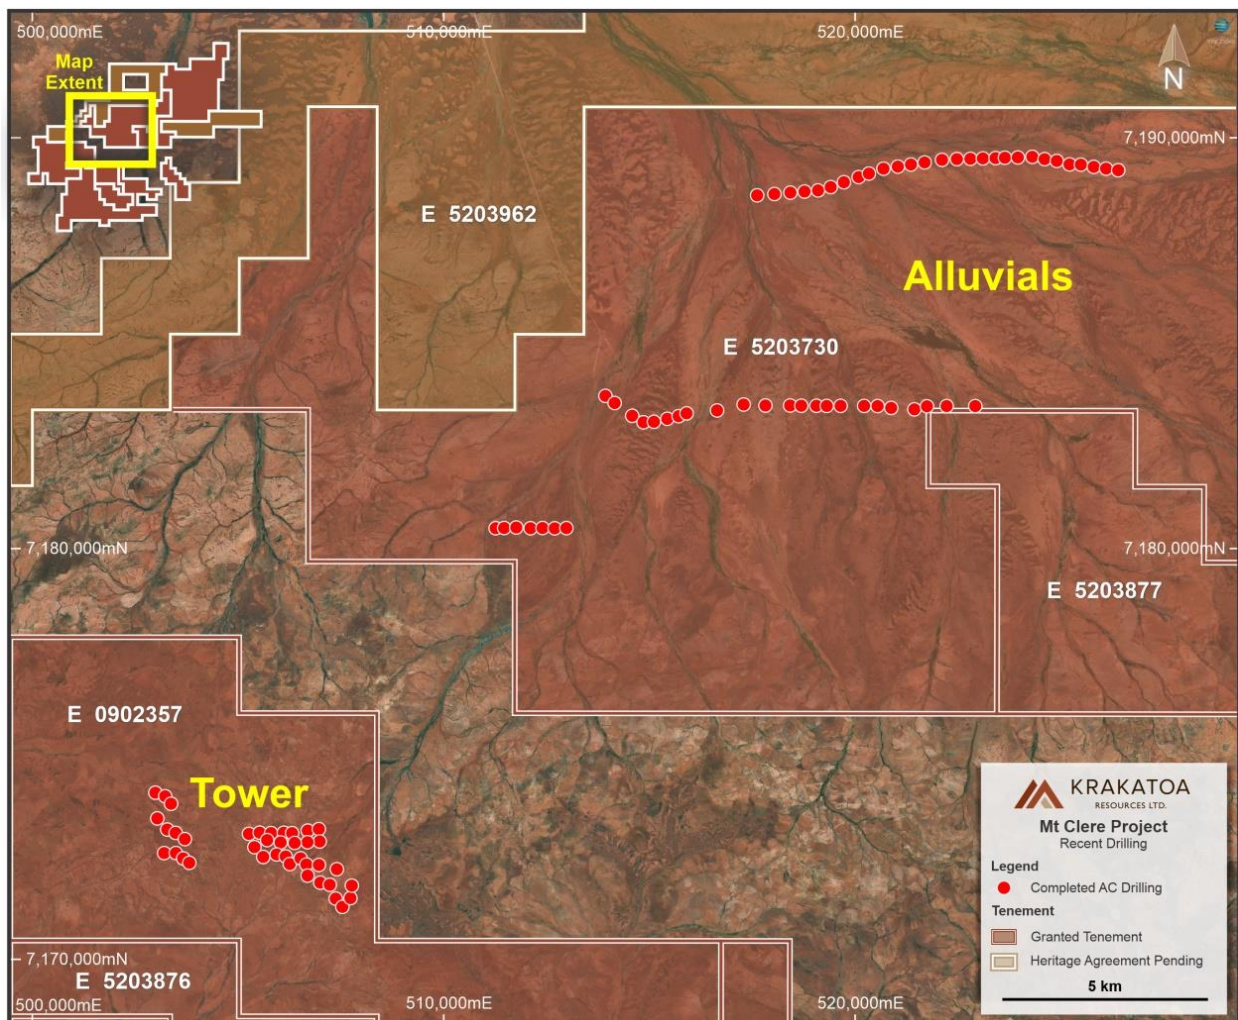 500,000mE
510,000mE
520,000mE
Map
Extent
N
7,190,000mN
E 5203962
Alluvials
E 5203730
7,180,000mN
7,180,000mN
E 5203877
E 0902357
Tower
KRAKATOA
RESOURCES LTD.
Mt Clere Project
Recent Drilling
Legend
Completed AC Drilling
Tenement
Granted Tenement
Heritage Agreement Pending
5 km
7,170,000mN
E 5203876
500,000mE
510,000mE
520,000mE